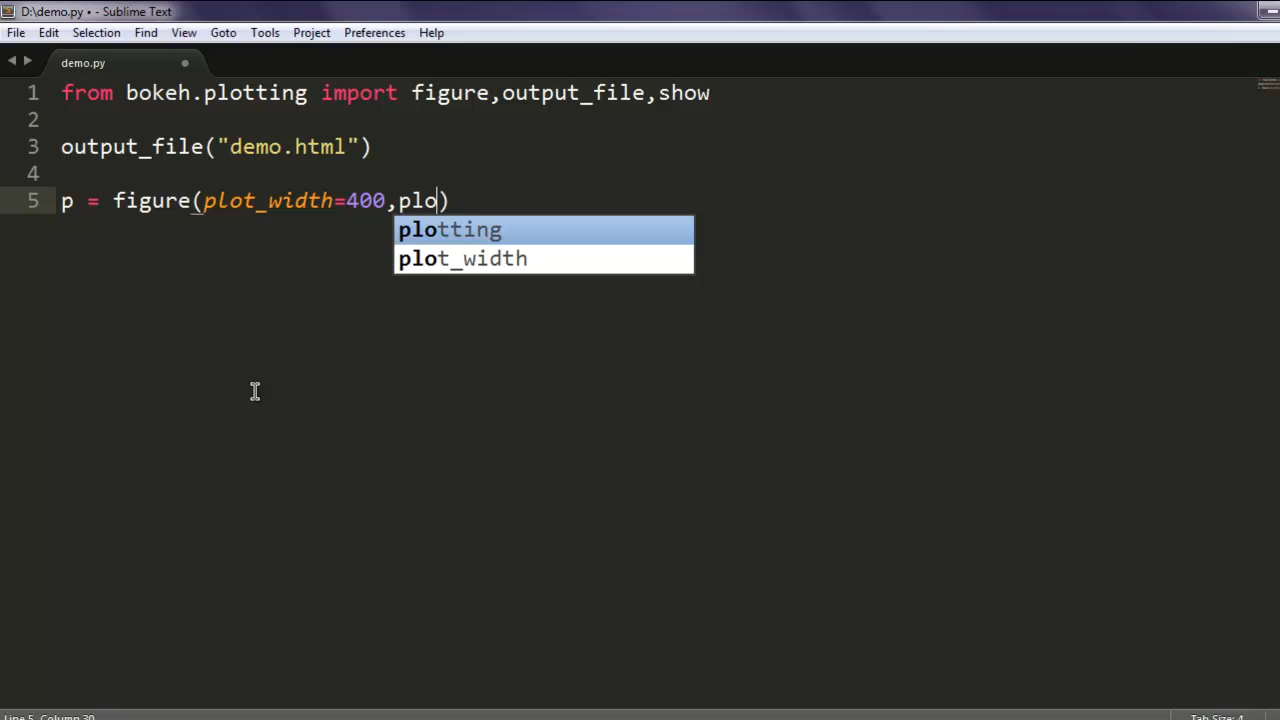 D:\demo.py • - Sublime Text
File Edit Selection Find View Goto Tools Project Preferences Help
demo.py
1 from bokeh.plotting import figure,output_file,show
2
3 output_file("demo.html")
4
5 p = figure(plot_width=400,plo)
plotting
plot_width
Line 5, Column 30 Tab Size: 4